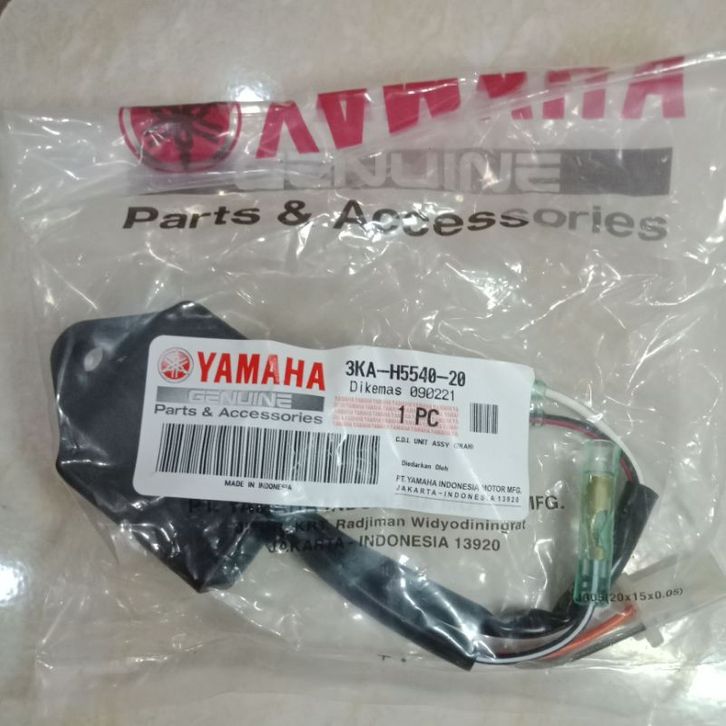 YAMAHA
GENUINE
Parts & Accessories
YAMAHA
GENUINE
Parts & Accessories
MADE IN INDONESIA
3KA-H5540-20
Dikemas 090221
1 PC
C.D.I. UNIT ASSY
Diedarkan Oleh
PT. YAMAHA INDONESIA MOTOR MFG.
JAKARTA-INDONESIA 13920
MFG.
KRT. Radjiman Widyodiningrat
JAKARTA - INDONESIA 13920
(20x15x0.05)